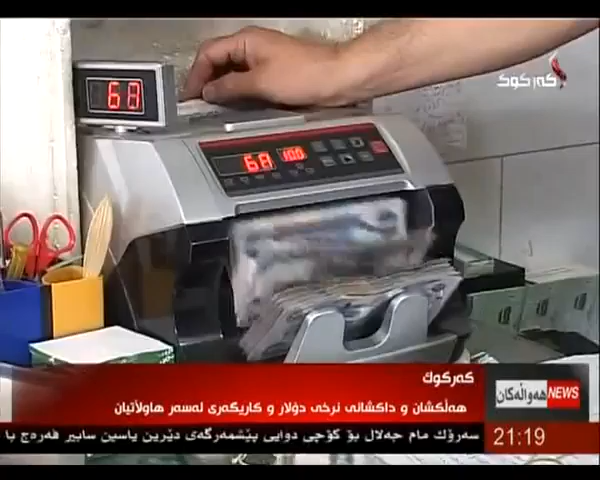 کەرکوک
68
68 100
کەرکوک
هەڵکشان و داکشانی نرخی دۆلار و کاریگەری لەسەر هاوڵاتیان
هەواڵەکان NEWS
سەرۆک مام جەلال بۆ کۆچی دوایی پێشمەرگەی دێرین یاسین سابیر فەرەج پا
21:19